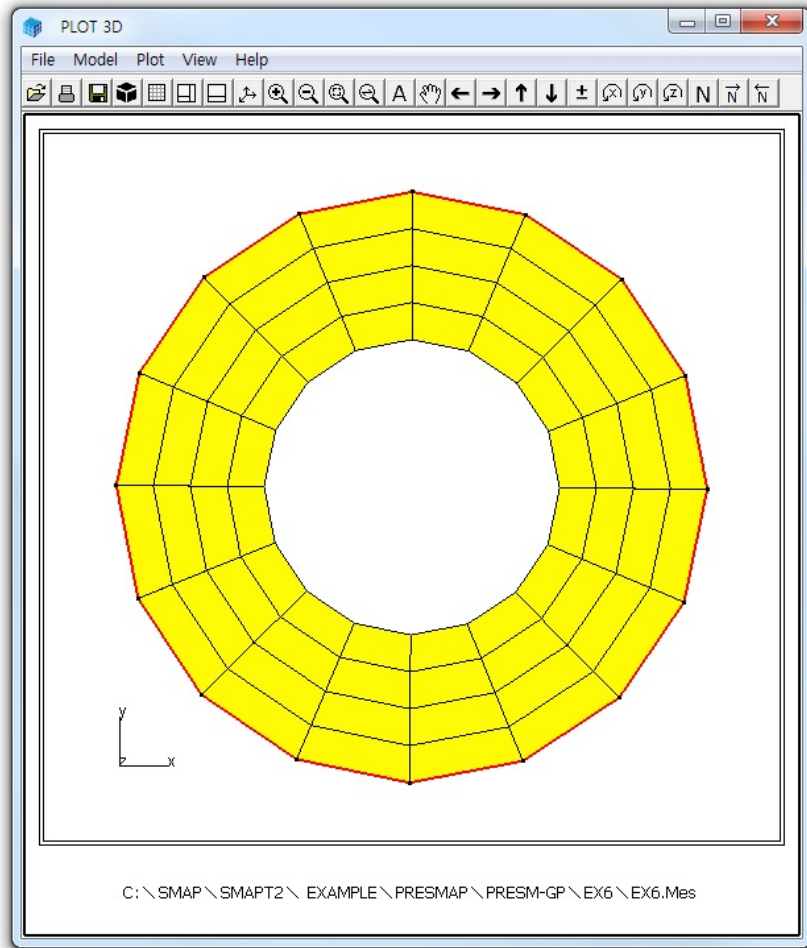 PLOT 3D
File Model Plot View Help
A X Y Z N N N
y
z x
C:\SMAP\SMAPT2\ EXAMPLE\PRESMAP\PRESM-GP\EX6\EX6.Mes